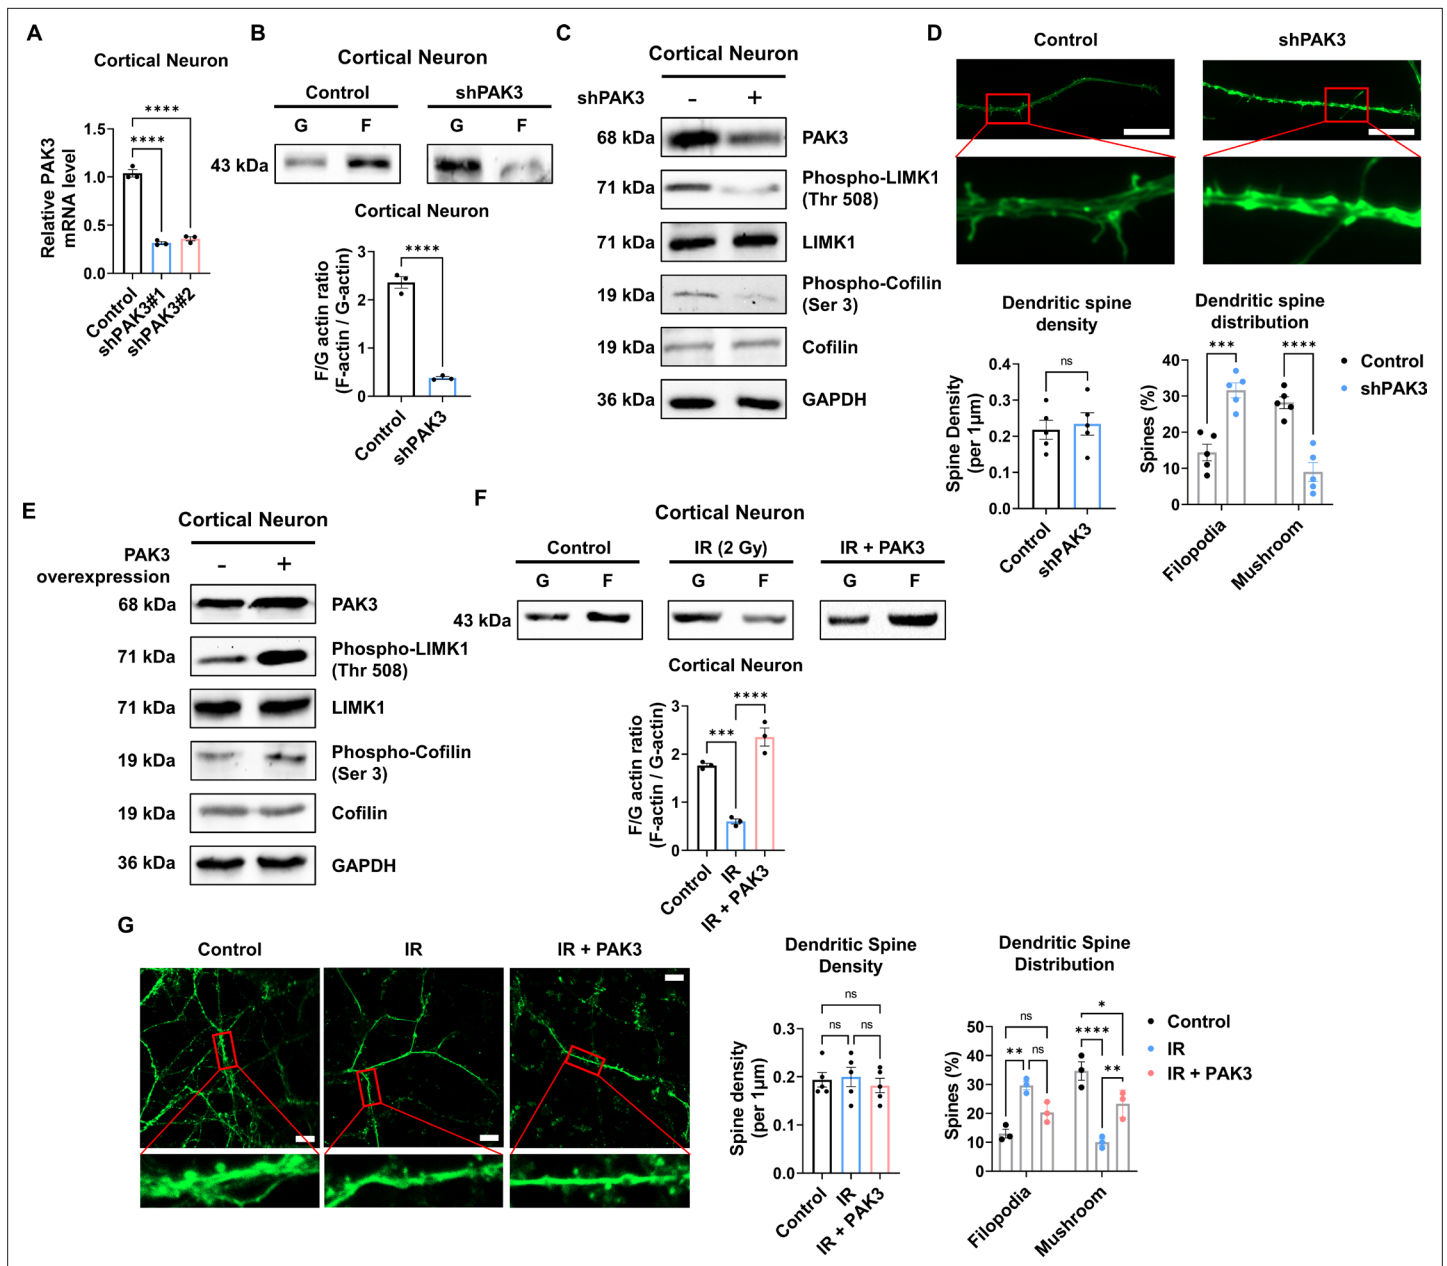 A
Cortical Neuron
****
****
Relative PAK3
mRNA level
1.5
1.0
0.5
0.0
Control
shPAK3#1
shPAK3#2
B
Cortical Neuron
Control
shPAK3
G
F
G
F
43 kDa
Cortical Neuron
****
F/G actin ratio
(F-actin / G-actin)
3
2
1
0
Control
shPAK3
C
Cortical Neuron
shPAK3
-
+
68 kDa
PAK3
71 kDa
Phospho-LIMK1
(Thr 508)
71 kDa
LIMK1
19 kDa
Phospho-Cofilin
(Ser 3)
19 kDa
Cofilin
36 kDa
GAPDH
D
Control
shPAK3
Dendritic spine
density
ns
Spine Density
(per 1μm)
0.4
0.3
0.2
0.1
0.0
Control
shPAK3
Dendritic spine
distribution
***
****
Spines (%)
40
30
20
10
0
Filopodia
Mushroom
Control
shPAK3
E
Cortical Neuron
PAK3
overexpression
-
+
68 kDa
PAK3
71 kDa
Phospho-LIMK1
(Thr 508)
71 kDa
LIMK1
19 kDa
Phospho-Cofilin
(Ser 3)
19 kDa
Cofilin
36 kDa
GAPDH
F
Cortical Neuron
Control
IR (2 Gy)
IR + PAK3
G
F
G
F
G
F
43 kDa
Cortical Neuron
****
***
F/G actin ratio
(F-actin / G-actin)
3
2
1
0
Control
IR
IR + PAK3
G
Control
IR
IR + PAK3
Dendritic Spine
Density
ns
ns
ns
Spine density
(per 1μm)
0.3
0.2
0.1
0.0
Control
IR
IR + PAK3
Dendritic Spine
Distribution
ns
**
ns
*
****
**
Spines (%)
50
40
30
20
10
0
Filopodia
Mushroom
Control
IR
IR + PAK3